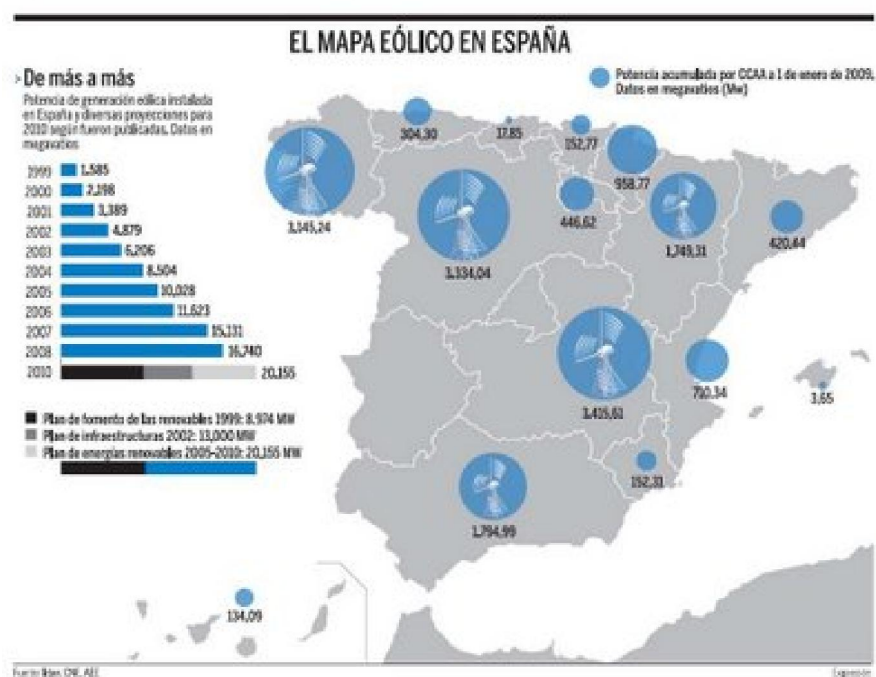 EL MAPA EÓLICO EN ESPAÑA
> De más a más
Potencia de generación eólica instalada
en España y diversas proyecciones para
2010 según fueron publicadas. Datos en
megavatios
1999 1,585
2000 2,198
2001 3,389
2002 4,879
2003 6,206
2004 8,504
2005 10,028
2006 11,623
2007 15,131
2008 16,740
2010 20,155
Plan de fomento de las renovables 1999: 8,974 MW
Plan de infraestructuras 2002: 13,000 MW
Plan de energías renovables 2005-2010: 20,155 MW
Potencia acumulada por CCAA a 1 de enero de 2009.
Datos en megavatios (Mw)
304,30
17,85
152,77
958,77
3,145,24
3,334,04
446,62
1,749,31
420,44
3,415,61
710,34
3,65
152,31
1,794,99
134,09
CNE, AEE
Expansión